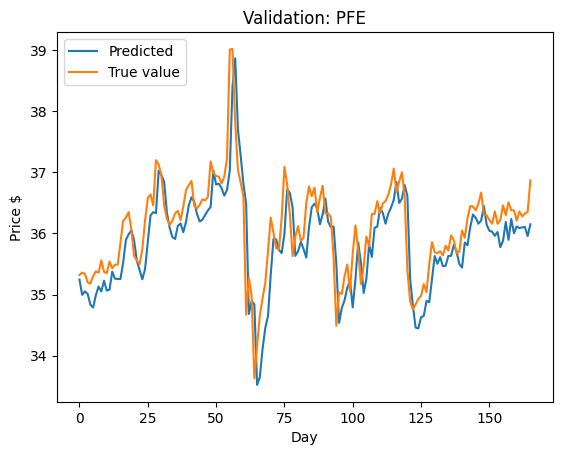 Validation: PFE
Predicted
True value
39
38
37
36
35
34
Price $
0 25 50 75 100 125 150
Day